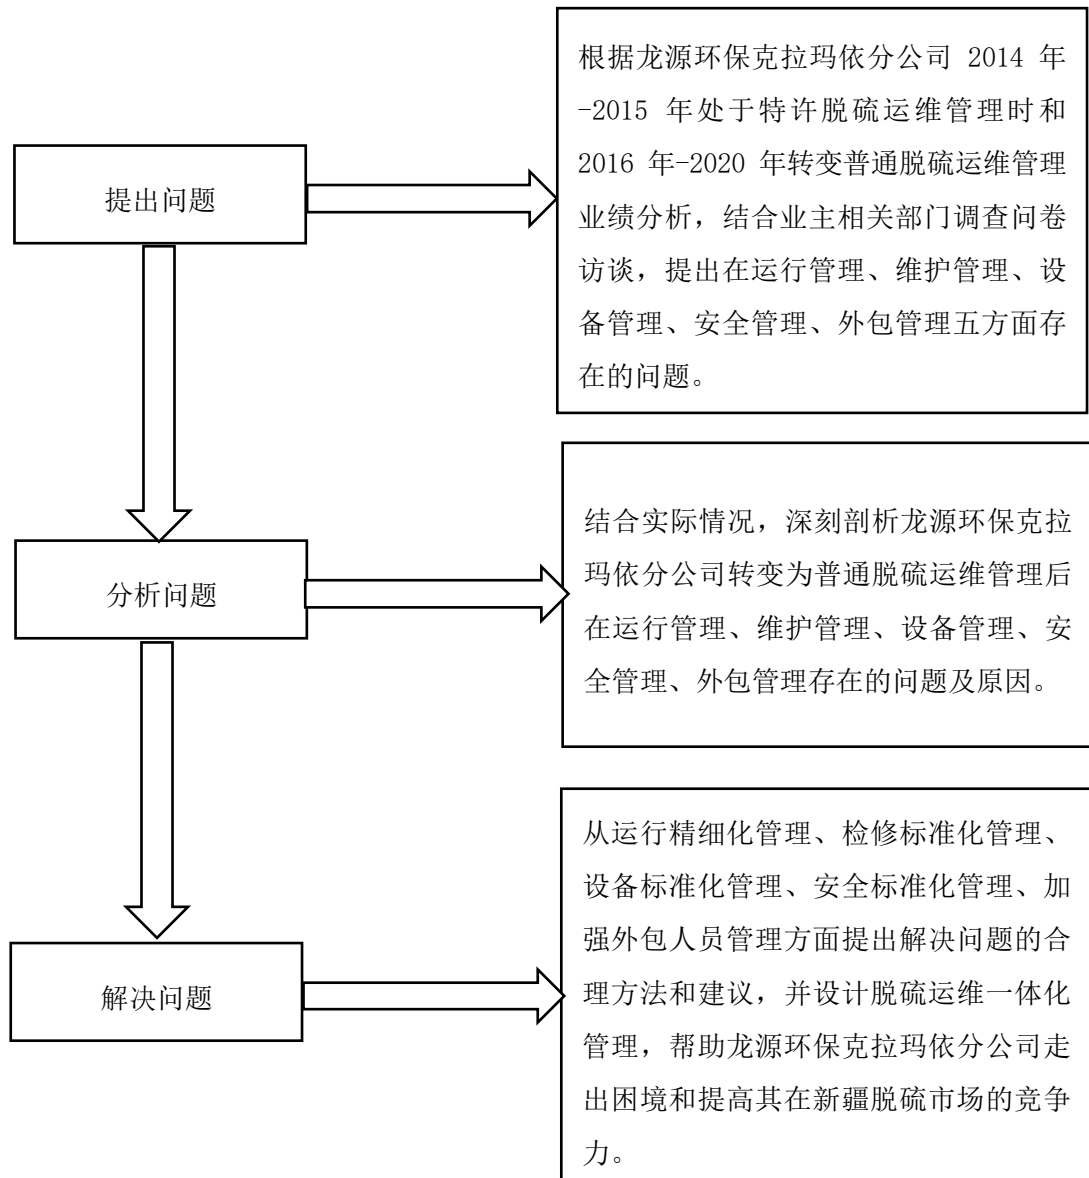 提出问题
根据龙源环保克拉玛依分公司 2014 年
-2015 年处于特许脱硫运维管理时和
2016 年-2020 年转变普通脱硫运维管理
业绩分析，结合业主相关部门调查问卷
访谈，提出在运行管理、维护管理、设
备管理、安全管理、外包管理五方面存
在的问题。
分析问题
结合实际情况，深刻剖析龙源环保克拉
玛依分公司转变为普通脱硫运维管理后
在运行管理、维护管理、设备管理、安
全管理、外包管理存在的问题及原因。
解决问题
从运行精细化管理、检修标准化管理、
设备标准化管理、安全标准化管理、加
强外包人员管理方面提出解决问题的合
理方法和建议，并设计脱硫运维一体化
管理，帮助龙源环保克拉玛依分公司走
出困境和提高其在新疆脱硫市场的竞争
力。